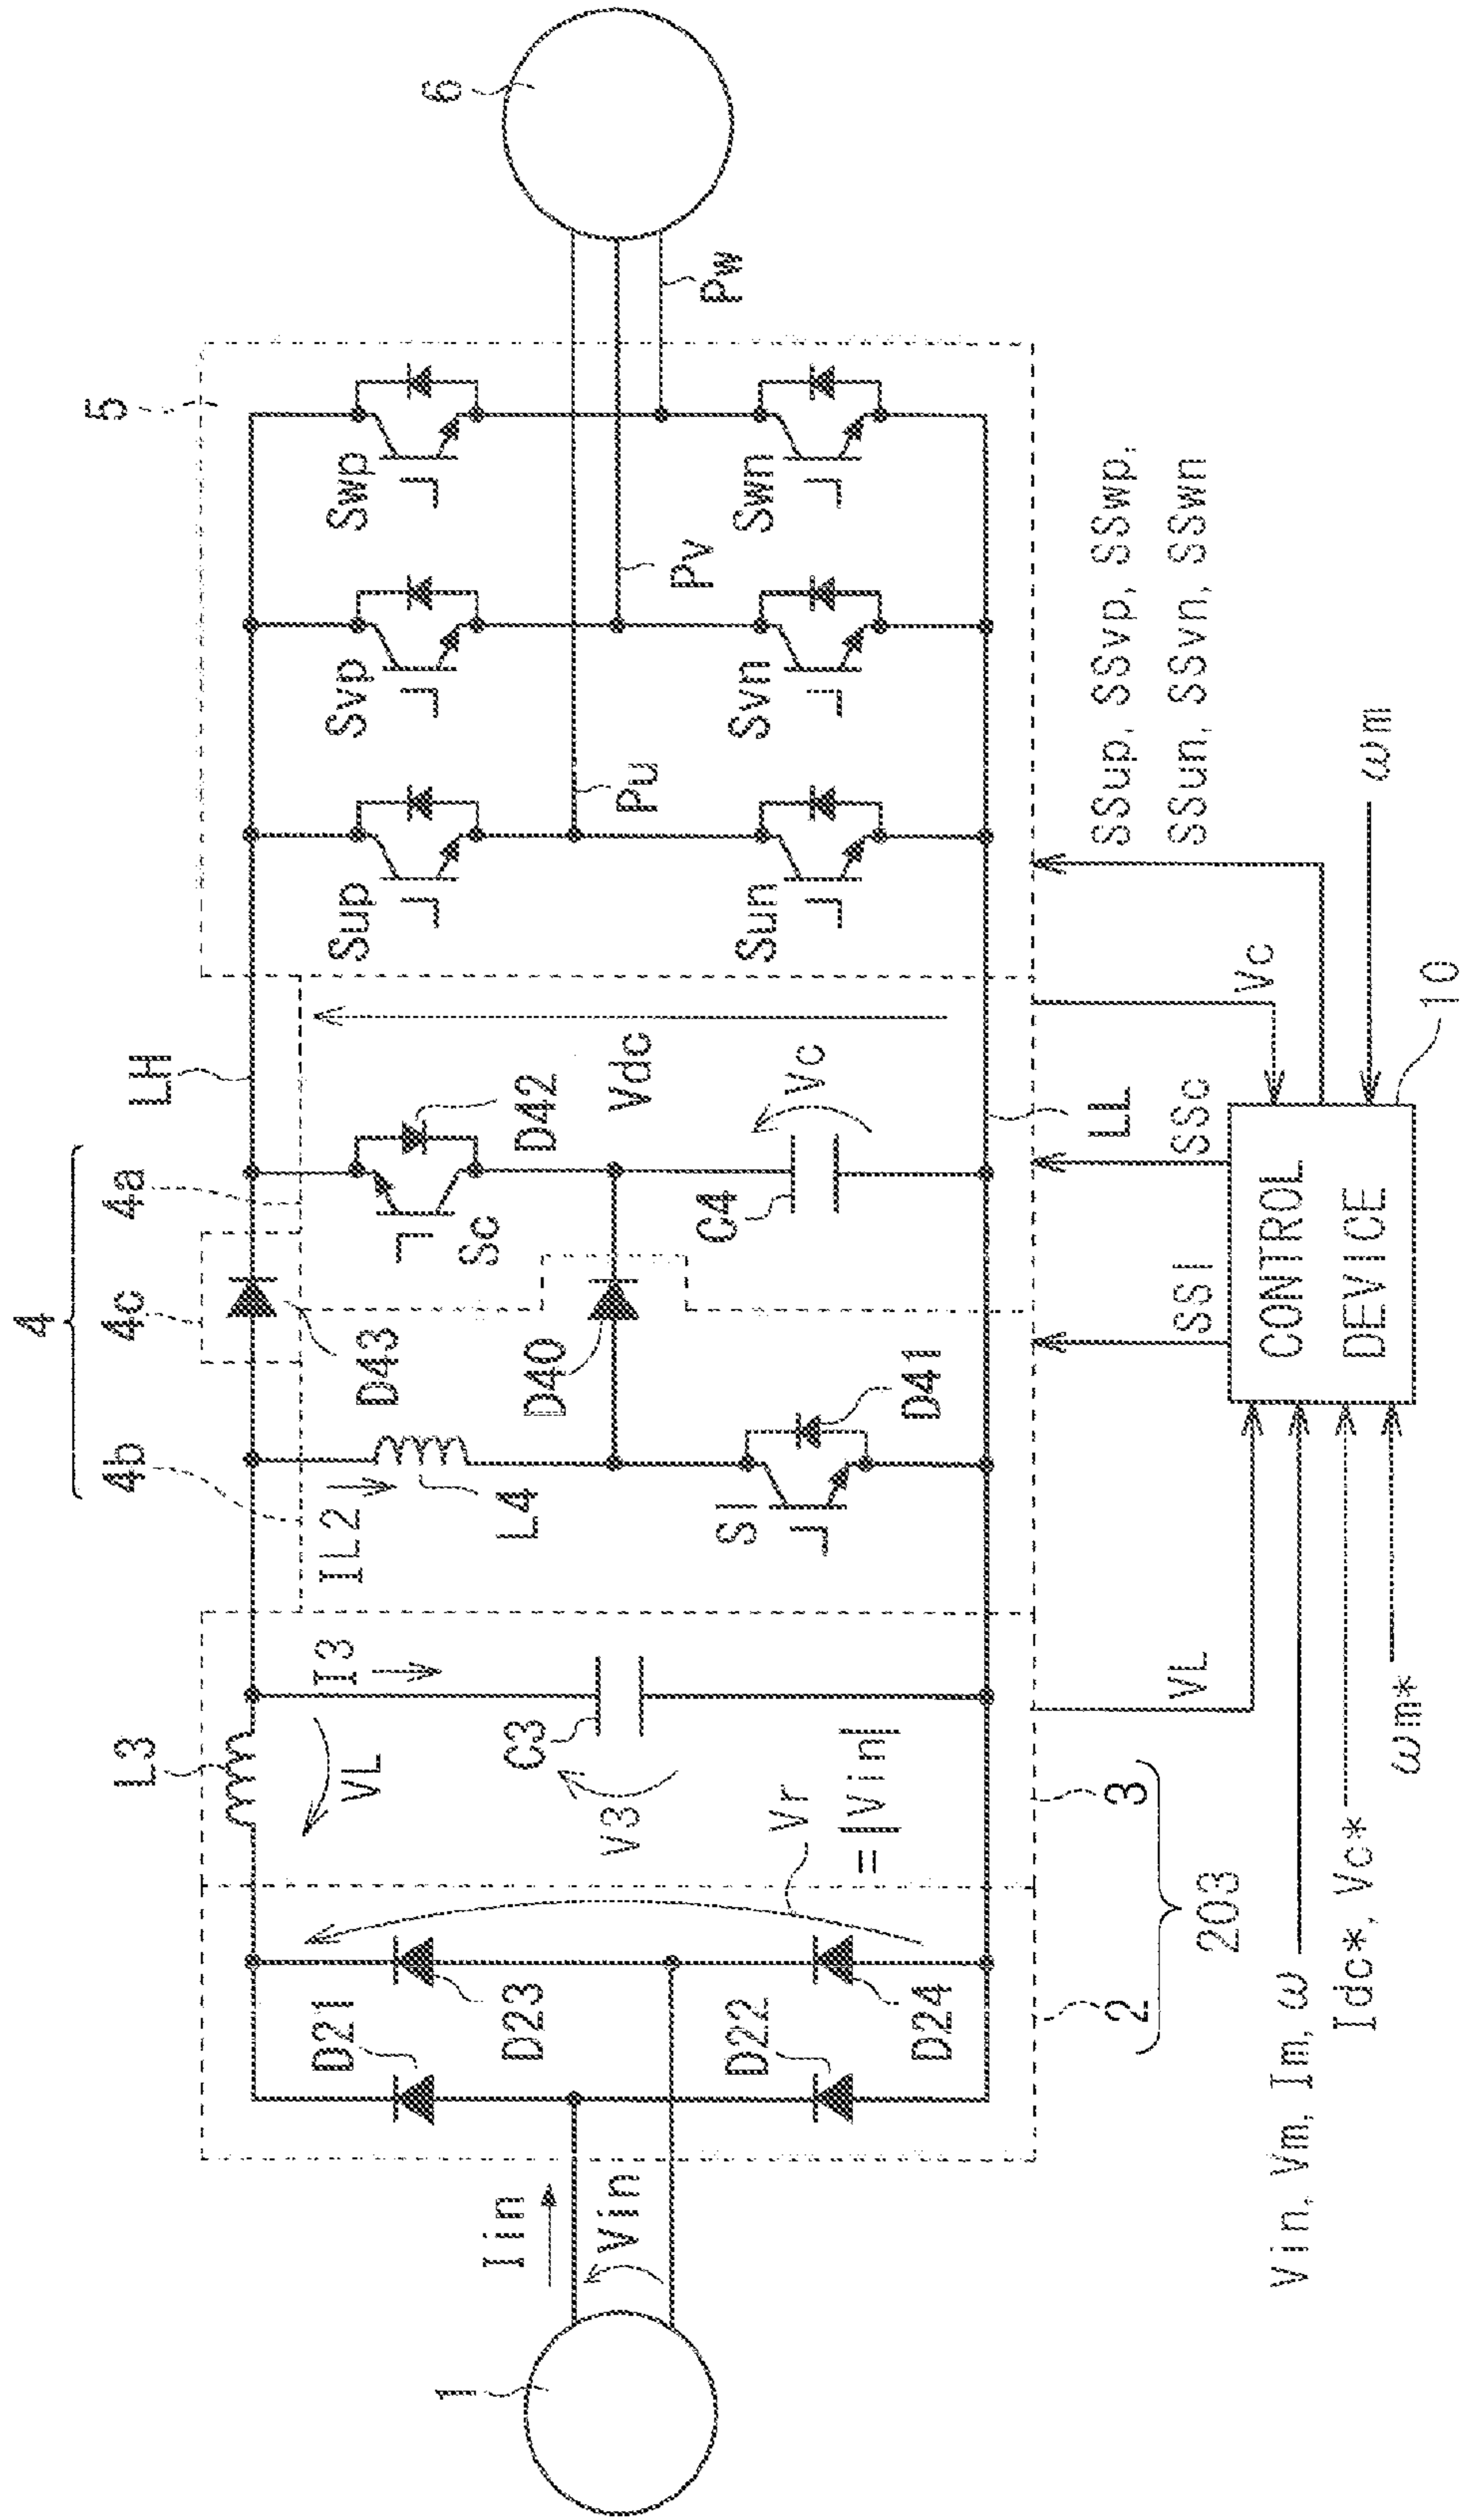 4
4b
4c
4a
LH
5
6
L3
D43
IL2
I3
VL
L4
D40
Sc
D42
Vdc
Sup
Svp
Swp
D21
D23
C3
V3
Vr
=|Vin|
Sl
D41
C4
Vc
Pu
Pv
Pw
Sun
Svn
Swn
1
Iin
Vin
D22
D24
LL
2
3
203
VL
SSl
SSc
Vc
SSup, SSvp, SSwp,
SSun, SSvn, SSwn
CONTROL
DEVICE
10
ωm
Vin, Vm, Im, ω
Idc*, Vc*
ωm*